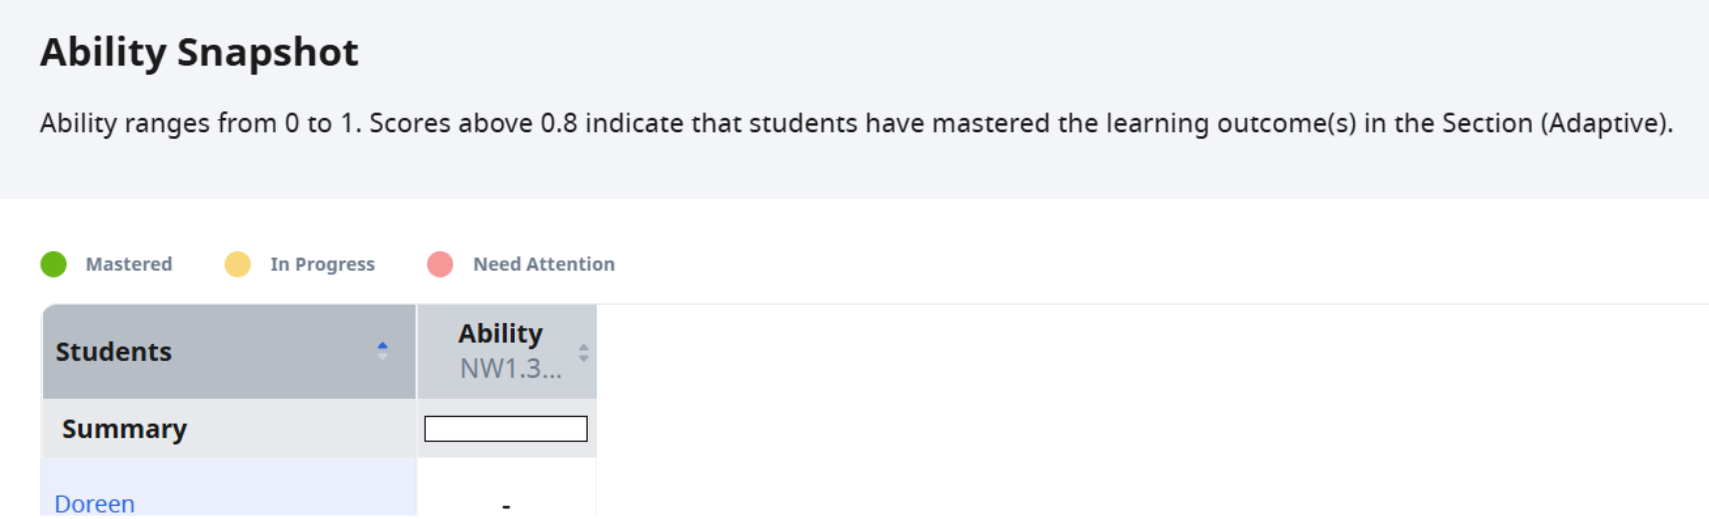 Ability Snapshot
Ability ranges from 0 to 1. Scores above 0.8 indicate that students have mastered the learning outcome(s) in the Section (Adaptive).
Mastered In Progress Need Attention
Students Ability
NW1.3...
Summary
Doreen -